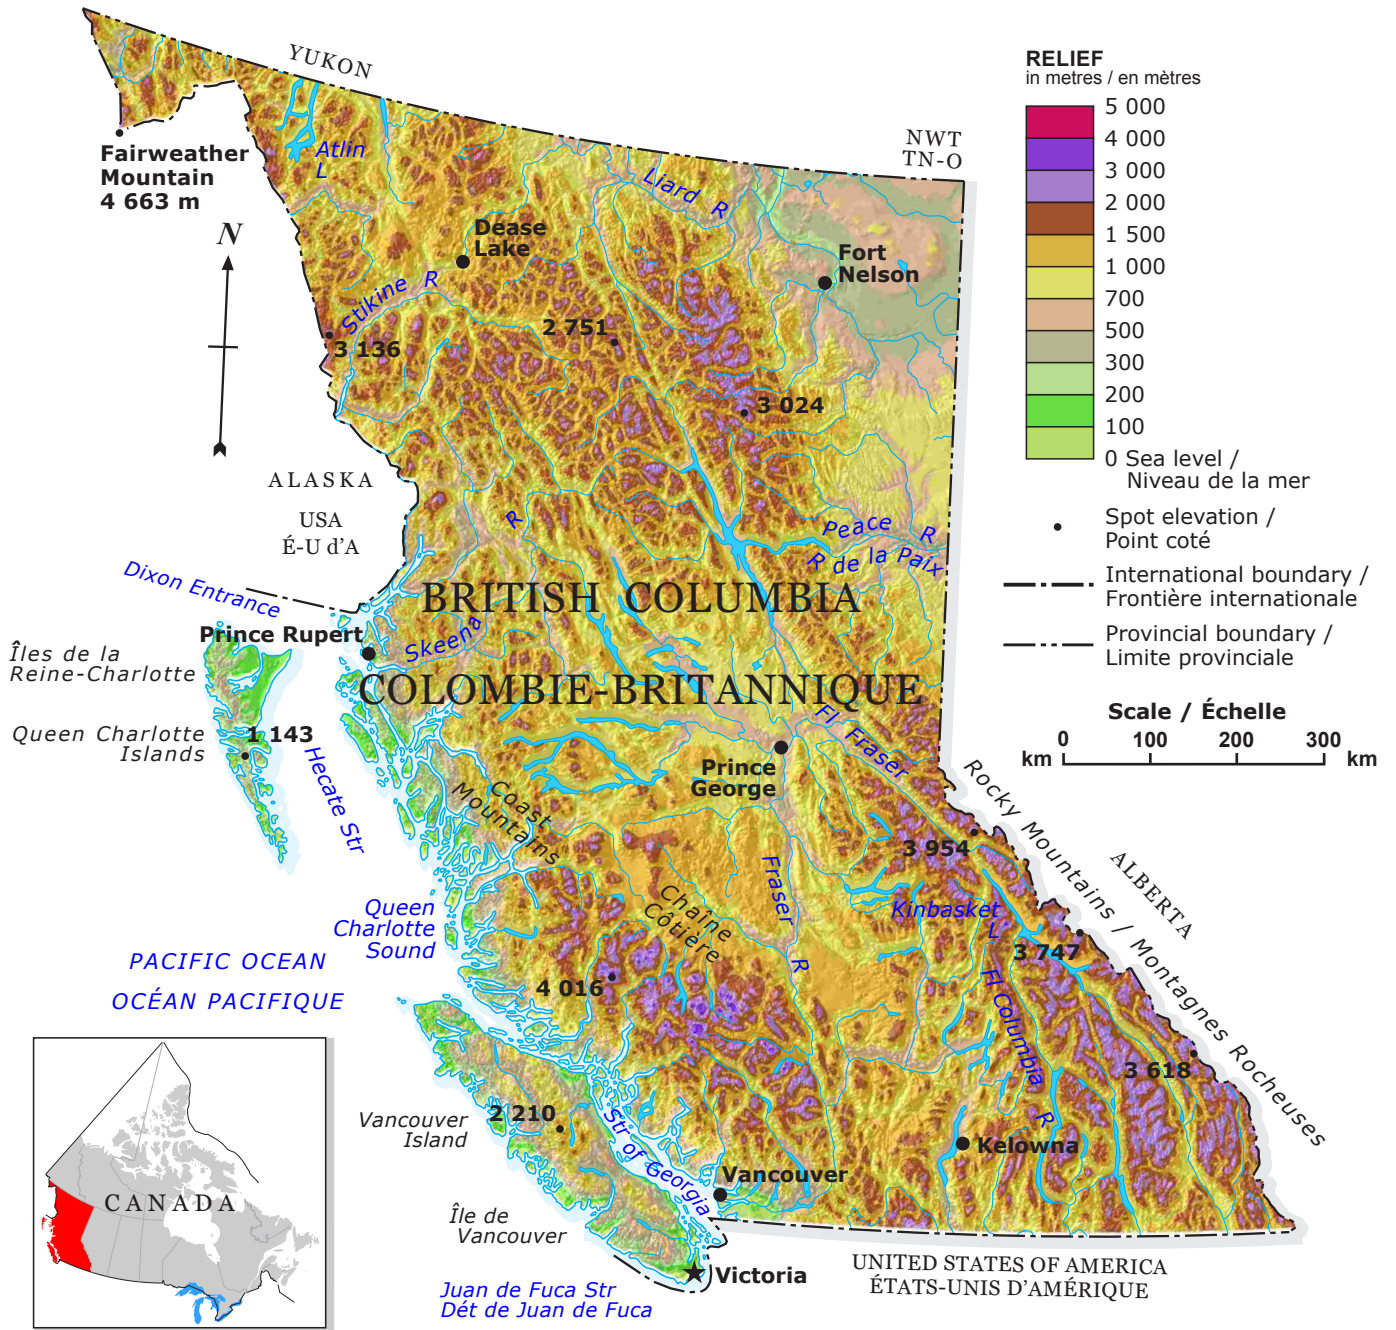 YUKON
NWT
TN-O
Fairweather
Mountain
4 663 m
Atlin
L
Liard R
N
Dease
Lake
Fort
Nelson
Stikine R
3 136
2 751
3 024
ALASKA
USA
É-U d'A
R
Peace R
R de la Paix
Dixon Entrance
BRITISH COLUMBIA
Prince Rupert
Skeena
Îles de la
Reine-Charlotte
COLOMBIE-BRITANNIQUE
Queen Charlotte
Islands
1 143
Hecate Str
Fl Fraser
Prince
George
Coast
Mountains
Rocky Mountains / Montagnes Rocheuses
3 954
ALBERTA
Fraser
R
Chaîne
Côtière
Kinbasket
L
Queen
Charlotte
Sound
3 747
PACIFIC OCEAN
OCÉAN PACIFIQUE
4 016
Fl Columbia
R
3 618
Vancouver
Island
2 210
Str of Georgia
Kelowna
Vancouver
Île de
Vancouver
Victoria
Juan de Fuca Str
Dét de Juan de Fuca
UNITED STATES OF AMERICA
ÉTATS-UNIS D'AMÉRIQUE
CANADA
RELIEF
in metres / en mètres
5 000
4 000
3 000
2 000
1 500
1 000
700
500
300
200
100
0 Sea level /
Niveau de la mer
Spot elevation /
Point coté
International boundary /
Frontière internationale
Provincial boundary /
Limite provinciale
Scale / Échelle
0 100 200 300
km km